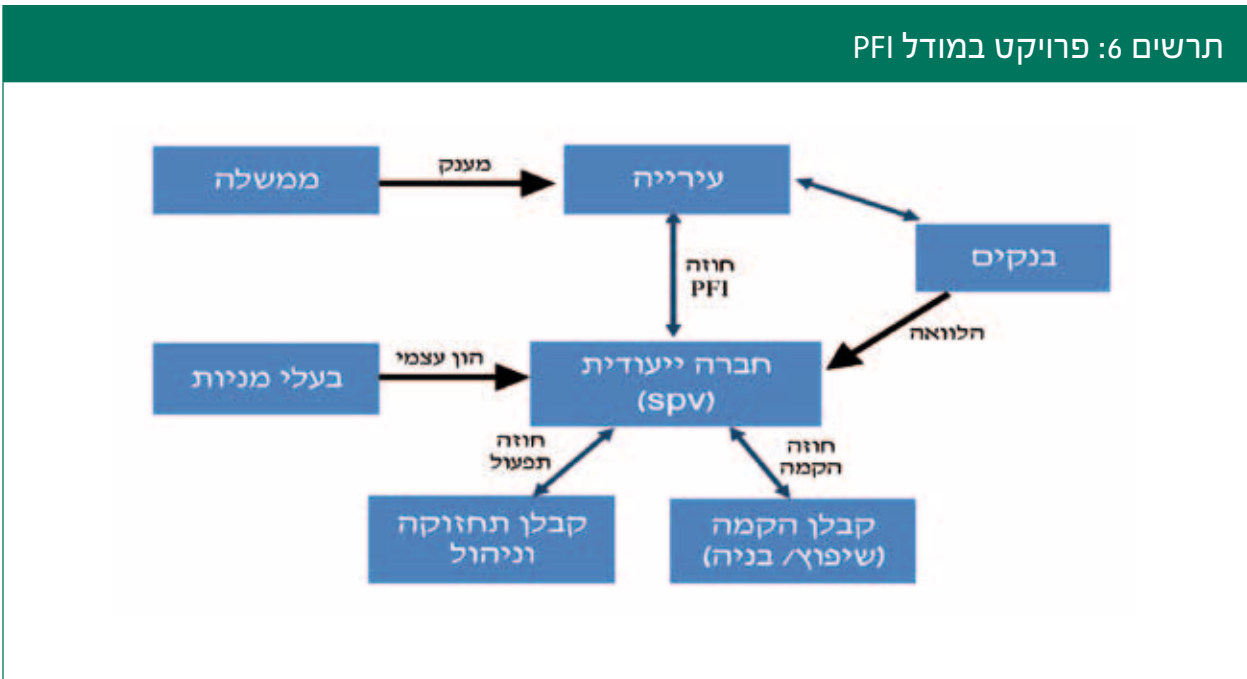 תרשים 6: פרויקט במודל PFI
ממשלה
מענק
עירייה
בנקים
חוזה
PFI
הלוואה
בעלי מניות
הון עצמי
חברה ייעודית
(spv)
חוזה
הקמה
חוזה
תפעול
קבלן הקמה
(שיפוץ/ בניה)
קבלן תחזוקה
וניהול